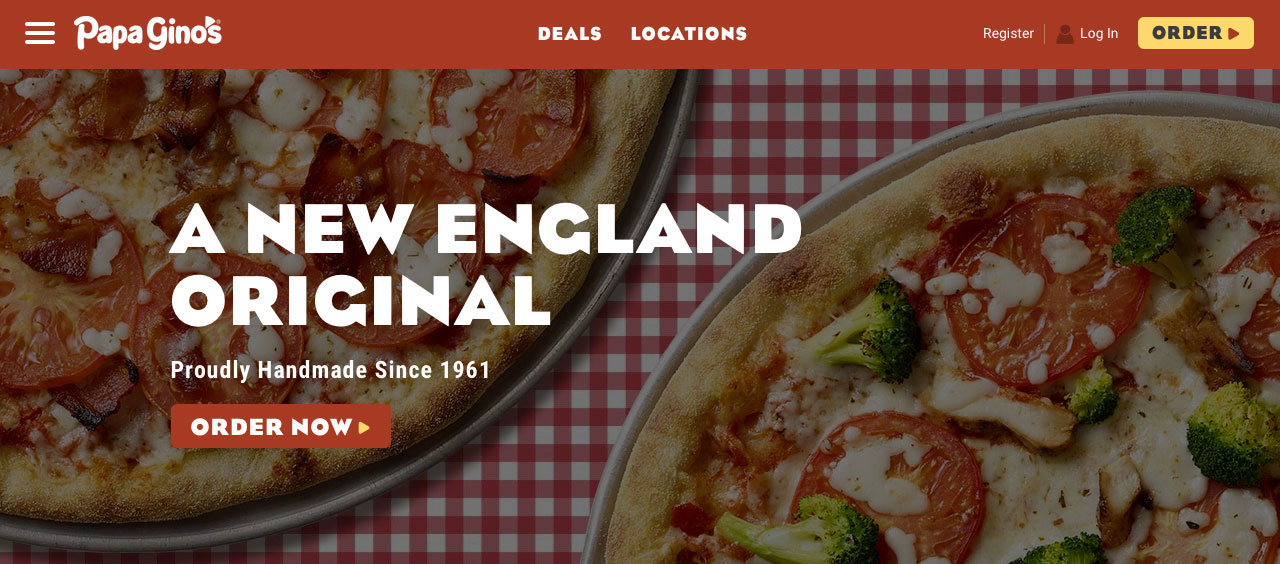 Papa Gino's®
DEALS
LOCATIONS
Register
Log In
ORDER
A NEW ENGLAND
ORIGINAL
Proudly Handmade Since 1961
ORDER NOW